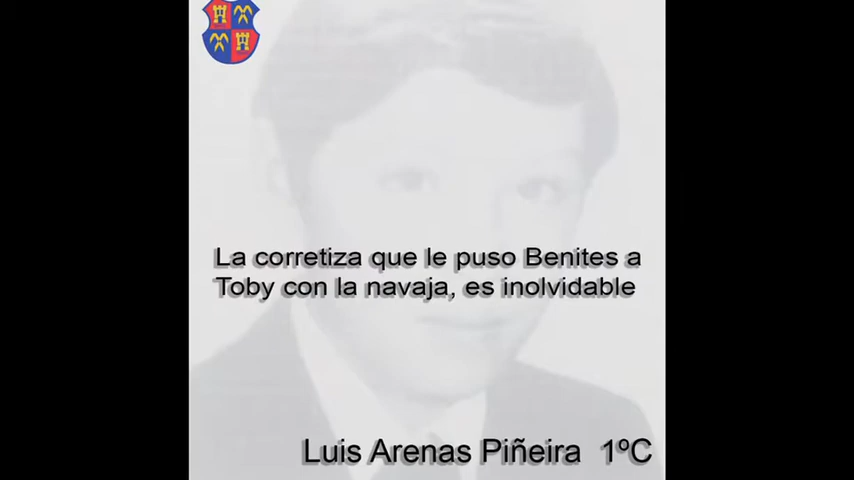 La corretiza que le puso Benites a
Toby con la navaja, es inolvidable
Luis Arenas Piñeira 1ºC